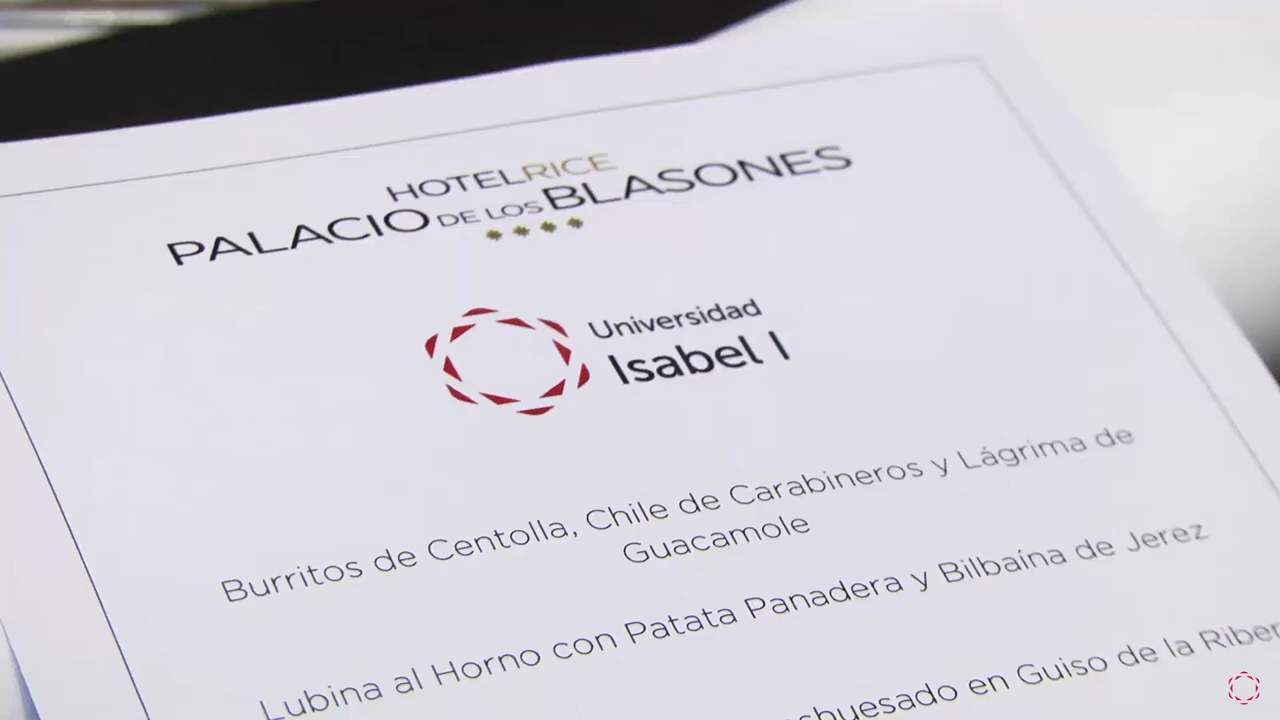 HOTELRICE
PALACIO DE LOS BLASONES
Universidad
Isabel I
Burritos de Centolla, Chile de Carabineros y Lágrima de
Guacamole
Lubina al Horno con Patata Panadera y Bilbaína de Jerez
en Guiso de la